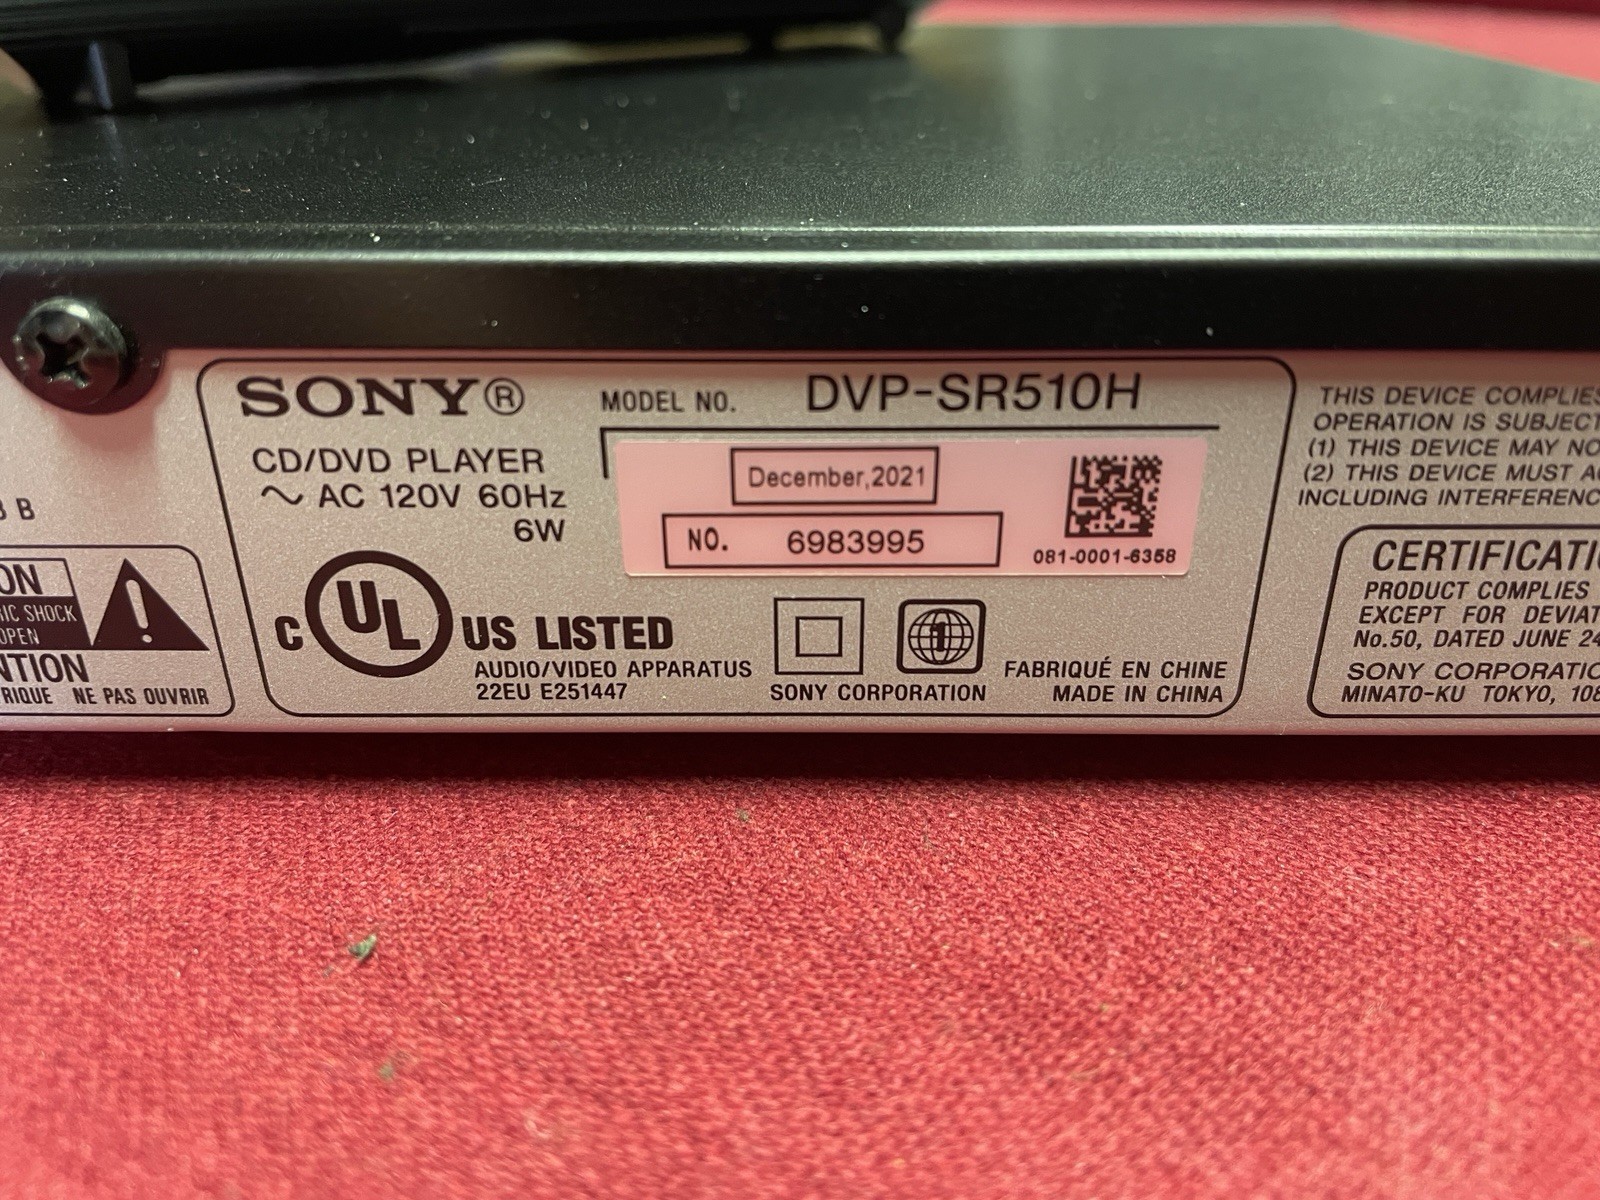 B B
ON
RIC SHOCK
OPEN
NTION
RIQUE NE PAS OUVRIR
SONY®
MODEL NO. DVP-SR510H
CD/DVD PLAYER
~ AC 120V 60Hz
6W
December,2021
NO. 6983995
081-0001-6358
C UL US LISTED
AUDIO/VIDEO APPARATUS
22EU E251447
1
SONY CORPORATION
FABRIQUÉ EN CHINE
MADE IN CHINA
THIS DEVICE COMPLIES
OPERATION IS SUBJECT
(1) THIS DEVICE MAY NO
(2) THIS DEVICE MUST AC
INCLUDING INTERFERENC
CERTIFICATI
PRODUCT COMPLIES
EXCEPT FOR DEVIAT
No.50, DATED JUNE 24
SONY CORPORATIO
MINATO-KU TOKYO, 108